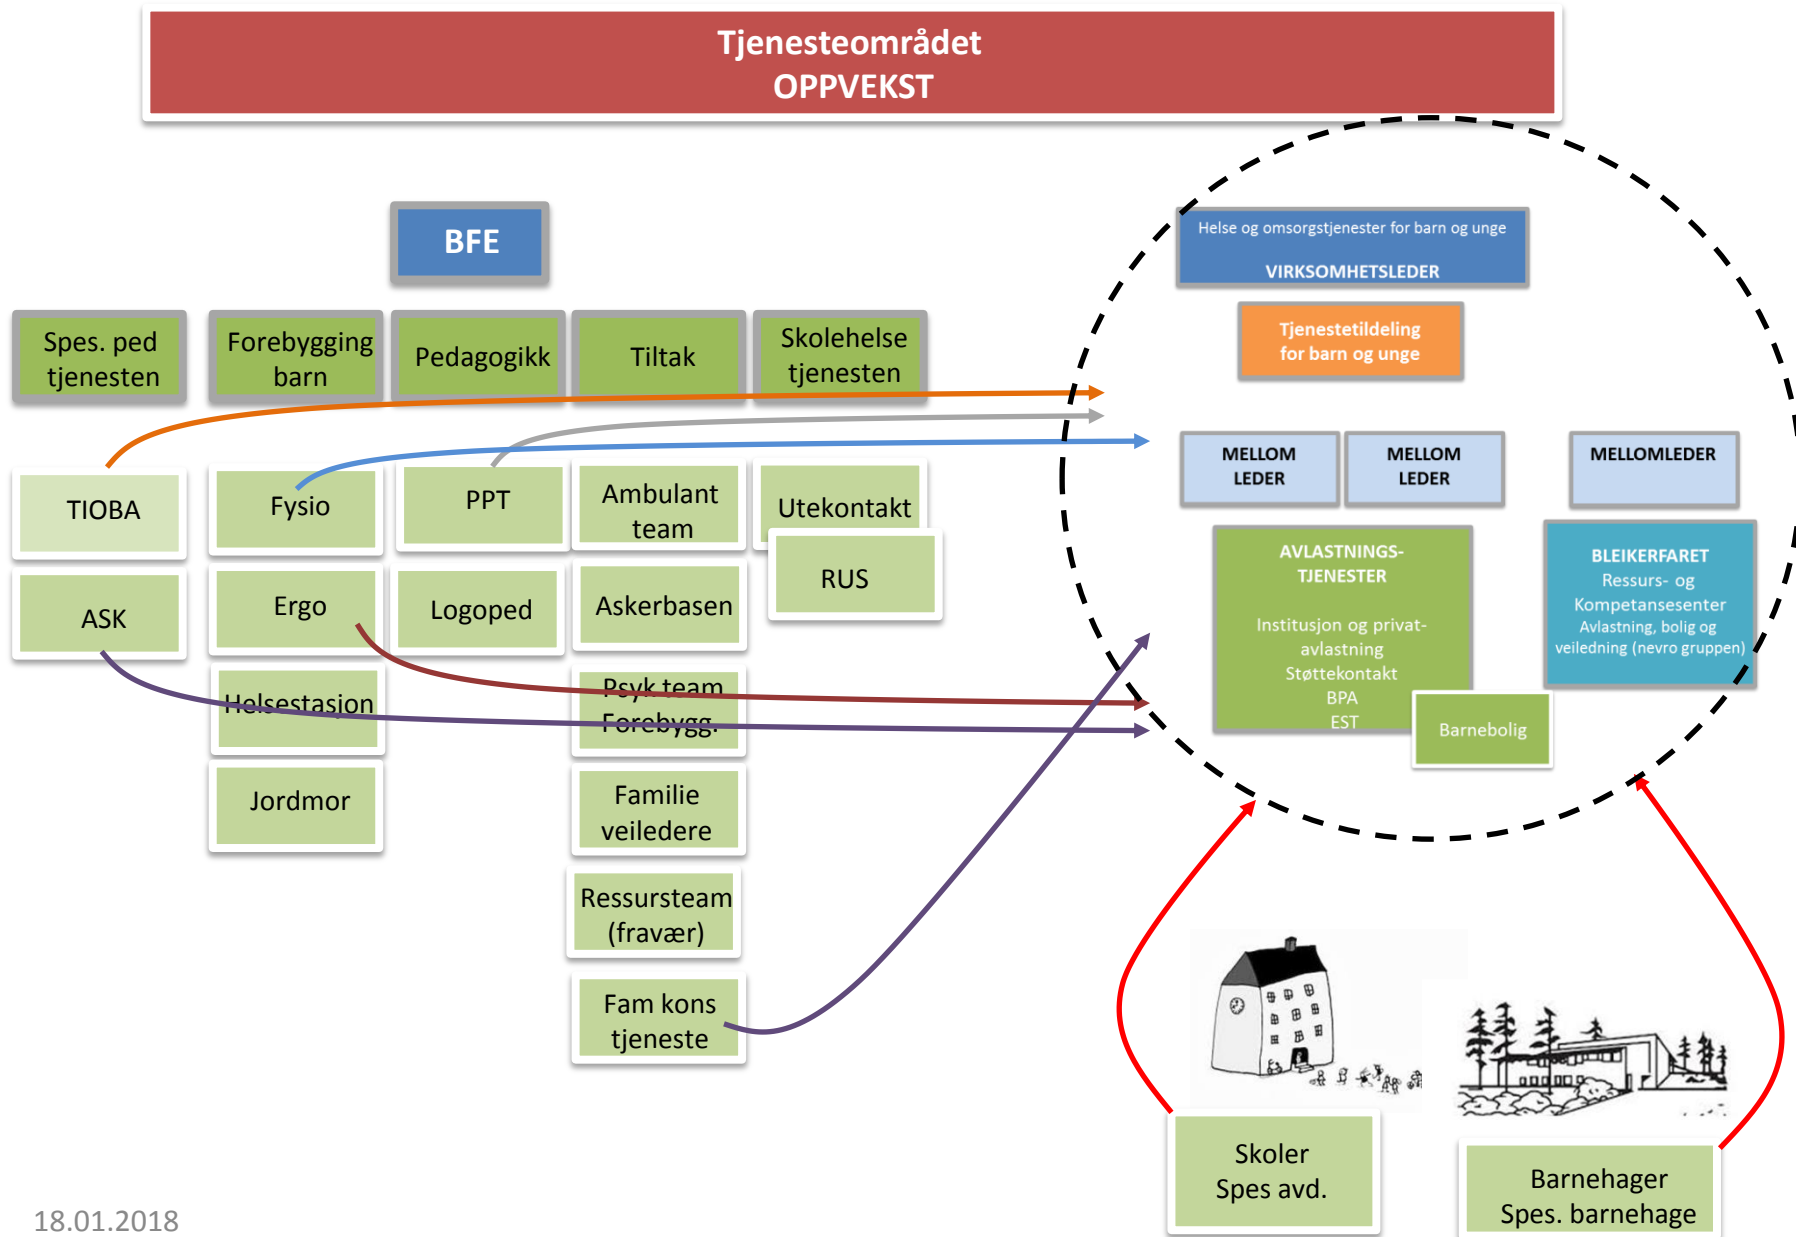 Tjenesteområdet
OPPVEKST
BFE
Spes. ped
tjenesten
Forebygging
barn
Pedagogikk
Tiltak
Skolehelse
tjenesten
TIOBA
ASK
Fysio
Ergo
Helsestasjon
Jordmor
PPT
Logoped
Ambulant
team
Askerbasen
Psyk team
Forebygg.
Familie
veiledere
Ressursteam
(fravær)
Fam kons
tjeneste
Utekontakt
RUS
Helse og omsorgstjenester for barn og unge
VIRKSOMHETSLEDER
Tjenestetildeling
for barn og unge
MELLOM
LEDER
MELLOM
LEDER
MELLOMLEDER
AVLASTNINGS-
TJENESTER
Institusjon og privat-
avlastning
Støttekontakt
BPA
EST
Barnebolig
BLEIKERFARET
Ressurs- og
Kompetansesenter
Avlastning, bolig og
veiledning (nevro gruppen)
Skoler
Spes avd.
Barnehager
Spes. barnehage
18.01.2018